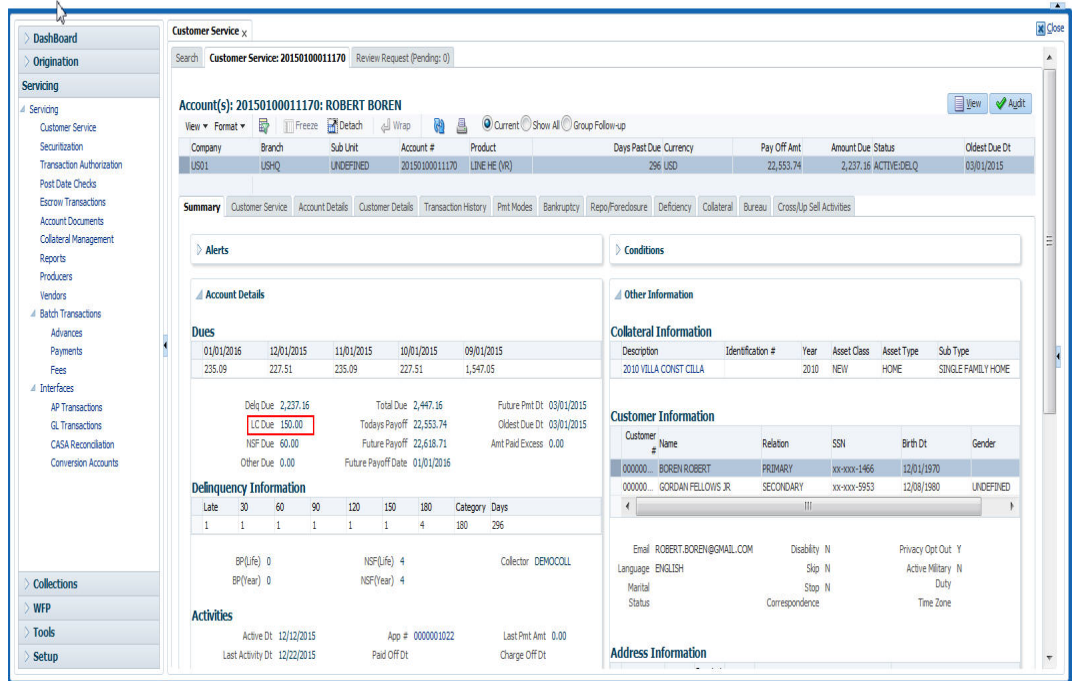 Close
DashBoard
Origination
Servicing
Servicing
Customer Service
Securitization
Transaction Authorization
Post Date Checks
Escrow Transactions
Account Documents
Collateral Management
Reports
Producers
Vendors
Batch Transactions
Advances
Payments
Fees
Interfaces
AP Transactions
GL Transactions
CASA Reconciliation
Conversion Accounts
Collections
WFP
Tools
Setup
Customer Service x
Search Customer Service: 20150100011170 Review Request (Pending: 0)
Account(s): 20150100011170: ROBERT BOREN
View Audit
View Format Freeze Detach Wrap Current Show All Group Follow-up
Company Branch Sub Unit Account # Product Days Past Due Currency Pay Off Amt Amount Due Status Oldest Due Dt
US01 USHQ UNDEFINED 20150100011170 LINE HE (VR) 296 USD 22,553.74 2,237.16 ACTIVE:DELQ 03/01/2015
Summary Customer Service Account Details Customer Details Transaction History Pmt Modes Bankruptcy Repo/Foreclosure Deficiency Collateral Bureau Cross/Up Sell Activities
Alerts
Account Details
Dues
01/01/2016 12/01/2015 11/01/2015 10/01/2015 09/01/2015
235.09 227.51 235.09 227.51 1,547.05
Delq Due 2,237.16 Total Due 2,447.16 Future Pmt Dt 03/01/2015
LC Due 150.00 Todays Payoff 22,553.74 Oldest Due Dt 03/01/2015
NSF Due 60.00 Future Payoff 22,618.71 Amt Paid Excess 0.00
Other Due 0.00 Future Payoff Date 01/01/2016
Delinquency Information
Late 30 60 90 120 150 180 Category Days
1 1 1 1 1 1 4 180 296
BP(Life) 0 NSF(Life) 4 Collector DEMOCOLL
BP(Year) 0 NSF(Year) 4
Activities
Active Dt 12/12/2015 App # 0000001022 Last Pmt Amt 0.00
Last Activity Dt 12/22/2015 Paid Off Dt Charge Off Dt
Conditions
Other Information
Collateral Information
Description Identification # Year Asset Class Asset Type Sub Type
2010 VILLA CONST CILLA 2010 NEW HOME SINGLE FAMILY HOME
Customer Information
Customer # Name Relation SSN Birth Dt Gender
000000... BOREN ROBERT PRIMARY xx-xxx-1466 12/01/1970
000000... GORDAN FELLOWS JR SECONDARY xx-xxx-5953 12/08/1980 UNDEFINED
Email ROBERT.BOREN@GMAIL.COM Disability N Privacy Opt Out Y
Language ENGLISH Skip N Active Military Duty N
Marital Status Stop Correspondence N Time Zone
Address Information